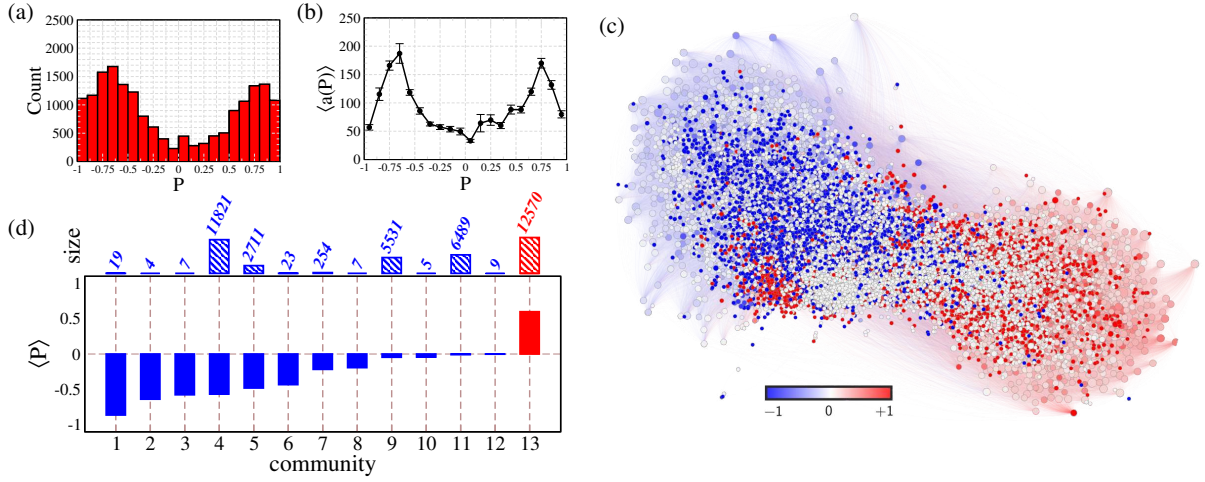 (a)
2500
2000
1500
1000
500
0
Count
-1 -0.75 -0.5 -0.25 0 0.25 0.5 0.75 1
P
(b)
250
200
150
100
50
0
⟨a(P)⟩
-1 -0.75 -0.5 -0.25 0 0.25 0.5 0.75 1
P
(c)
−1 0 +1
(d)
size
19 4 7 11821 2711 23 254 7 5531 5 6489 9 12570
1
0.5
0
-0.5
-1
⟨P⟩
1 2 3 4 5 6 7 8 9 10 11 12 13
community